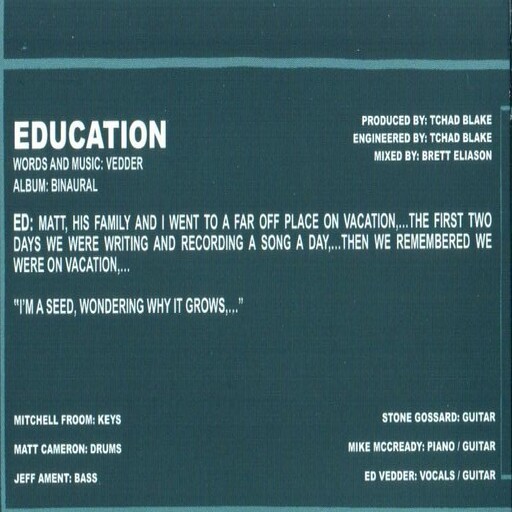 EDUCATION
WORDS AND MUSIC: VEDDER
ALBUM: BINAURAL
PRODUCED BY: TCHAD BLAKE
ENGINEERED BY: TCHAD BLAKE
MIXED BY: BRETT ELIASON
ED: MATT, HIS FAMILY AND I WENT TO A FAR OFF PLACE ON VACATION,...THE FIRST TWO
DAYS WE WERE WRITING AND RECORDING A SONG A DAY,...THEN WE REMEMBERED WE
WERE ON VACATION,...
"I'M A SEED, WONDERING WHY IT GROWS,..."
MITCHELL FROOM: KEYS
MATT CAMERON: DRUMS
JEFF AMENT: BASS
STONE GOSSARD: GUITAR
MIKE MCCREADY: PIANO / GUITAR
ED VEDDER: VOCALS / GUITAR